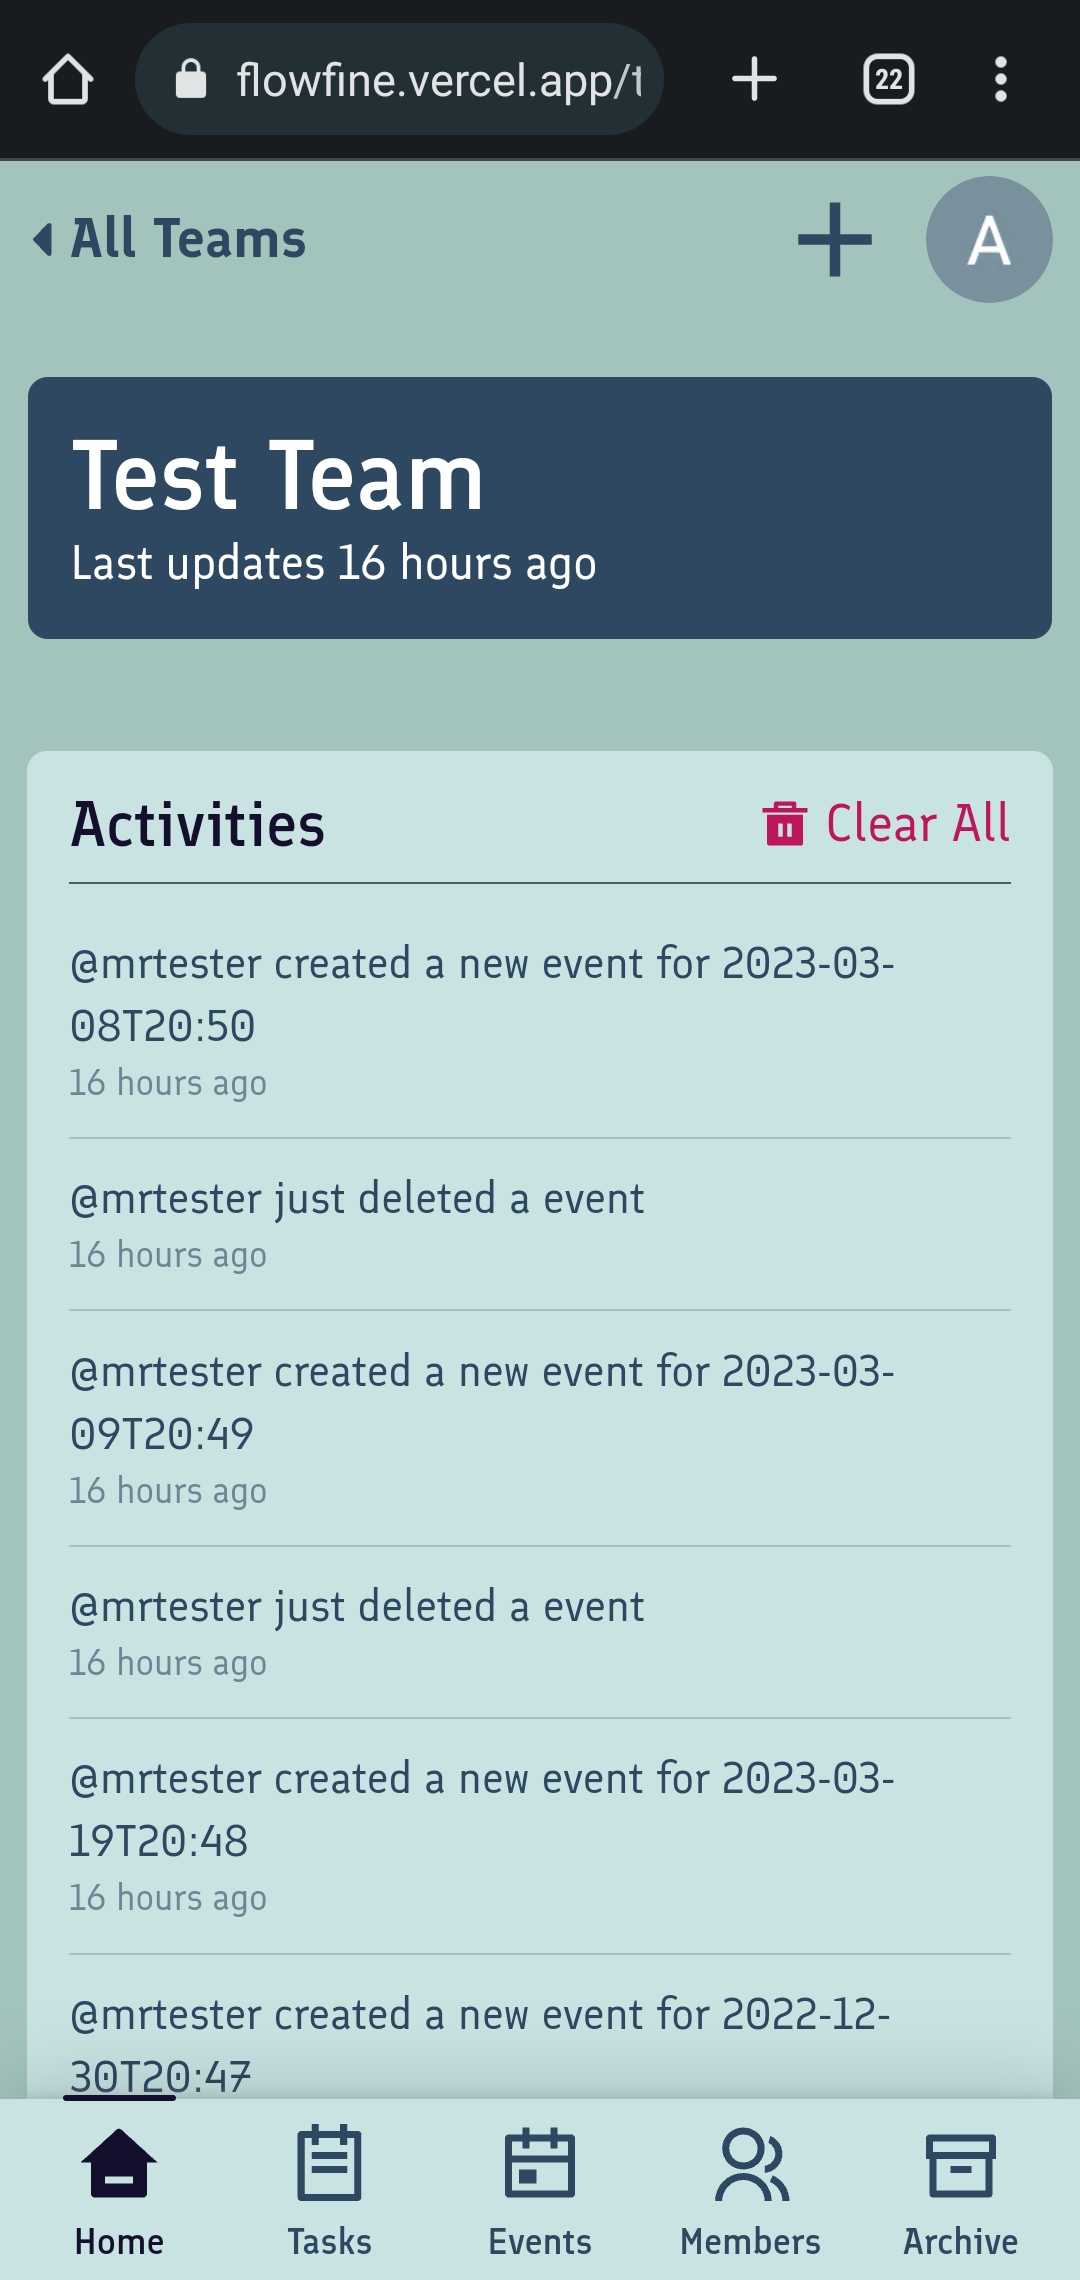 flowfine.vercel.app/t
22
All Teams
A
Test Team
Last updates 16 hours ago
Activities
Clear All
@mrtester created a new event for 2023-03-
08T20:50
16 hours ago
@mrtester just deleted a event
16 hours ago
@mrtester created a new event for 2023-03-
09T20:49
16 hours ago
@mrtester just deleted a event
16 hours ago
@mrtester created a new event for 2023-03-
19T20:48
16 hours ago
@mrtester created a new event for 2022-12-
30T20:47
Home
Tasks
Events
Members
Archive